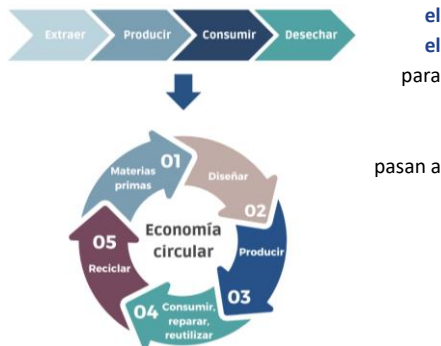 el
el
para
pasan a
Extraer
Producir
Consumir
Desechar
01
Materias
primas
Diseñar
02
Producir
03
04
Consumir,
reparar,
reutilizar
05
Reciclar
Economía
circular